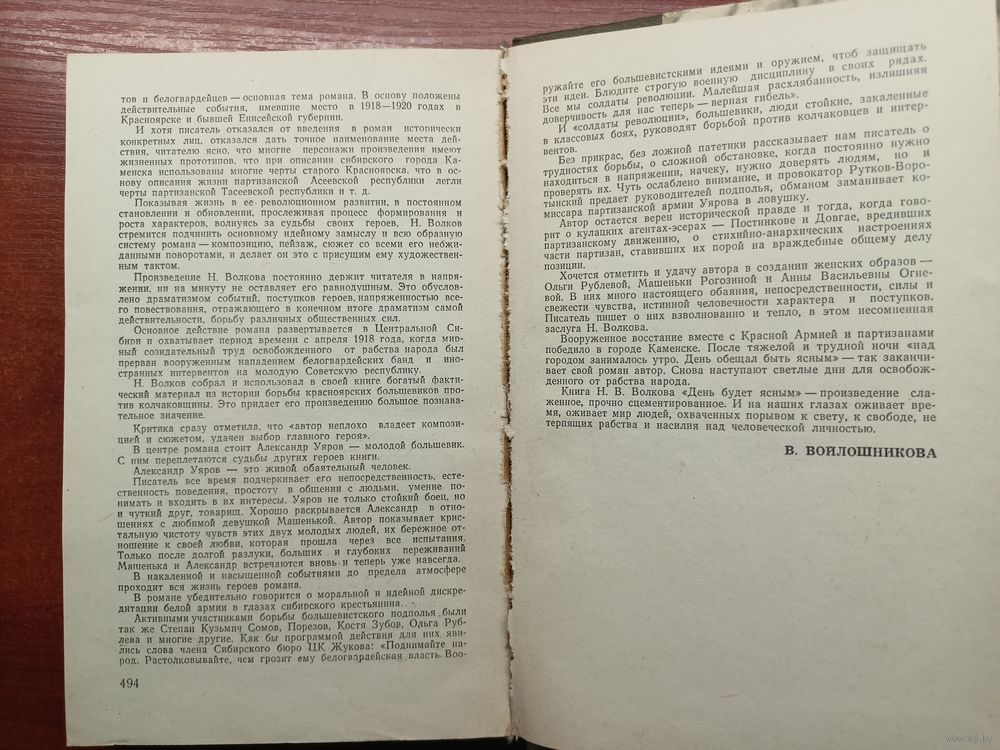 тов и белогвардейцев — основная тема романа. В основу положены
действительные события, имевшие место в 1918—1920 годах в
Красноярске и бывшей Енисейской губернии.
И хотя писатель отказался от введения в роман исторически
конкретных лиц, отказался дать точное наименование места дей-
ствия, читателю ясно, что многие персонажи произведения имеют
жизненных прототипов, что при описании сибирского города Ка-
менска использованы многие черты старого Красноярска, что в ос-
нову описания жизни партизанской Асеевской республики легли
черты партизанской Тасеевской республики и т. д.
Показывая жизнь в ее революционном развитии, в постоянном
становлении и обновлении, прослеживая процесс формирования и
роста характеров, волнуясь за судьбы своих героев, Н. Волков
стремится подчинить основному идейному замыслу и всю образную
систему романа — композицию, пейзаж, сюжет со всеми его неожи-
данными поворотами, и делает он это с присущим ему художествен-
ным тактом.
Произведение Н. Волкова постоянно держит читателя в напря-
жении, ни на минуту не оставляет его равнодушным. Это обуслов-
лено драматизмом событий, поступков героев, напряженностью все-
го повествования, отражающего в конечном итоге драматизм самой
действительности, борьбу различных общественных сил.
Основное действие романа развертывается в Центральной Си-
бири и охватывает период времени с апреля 1918 года, когда мир-
ный созидательный труд освобожденного от рабства народа был
прерван вооруженным нападением белогвардейских банд и ино-
странных интервентов на молодую Советскую республику.
Н. Волков собрал и использовал в своей книге богатый факти-
ческий материал из истории борьбы красноярских большевиков про-
тив колчаковщины. Это придает его произведению большое познава-
тельное значение.
Критика сразу отметила, что «автор неплохо владеет компози-
цией и сюжетом, удачен выбор главного героя».
В центре романа стоит Александр Уяров — молодой большевик.
С ним переплетаются судьбы других героев книги.
Александр Уяров — это живой обаятельный человек.
Писатель все время подчеркивает его непосредственность, есте-
ственность поведения, простоту в общении с людьми, умение по-
нимать и входить в их интересы. Уяров не только стойкий боец, но
и чуткий друг, товарищ. Хорошо раскрывается Александр в отно-
шениях с любимой девушкой Машенькой. Автор показывает крис-
тальную чистоту чувств этих двух молодых людей, их бережное от-
ношение к своей любви, которая прошла через все испытания.
Только после долгой разлуки, больших и глубоких переживаний
Машенька и Александр встречаются вновь и теперь уже навсегда.
В накаленной и насыщенной событиями до предела атмосфере
проходит вся жизнь героев романа.
В романе убедительно говорится о моральной и идейной дискре-
дитации белой армии в глазах сибирского крестьянина.
Активными участниками борьбы большевистского подполья были
так же Степан Кузьмич Сомов, Порезов, Костя Зубор, Ольга Руб-
лева и многие другие. Как бы программой действия для них яви-
лись слова члена Сибирского бюро ЦК Жукова: «Поднимайте на-
род. Растолковывайте, чем грозит ему белогвардейская власть. Воо-
494
ружайте его большевистскими идеями и оружием, чтоб защищать
эти идеи. Блюдите строгую военную дисциплину в своих рядах.
Все мы солдаты революции. Малейшая расхлябанность, излишняя
доверчивость для нас теперь — верная гибель».
И «солдаты революции», большевики, люди стойкие, закаленные
в классовых боях, руководят борьбой против колчаковцев и интер-
вентов.
Без прикрас, без ложной патетики рассказывает нам писатель о
трудностях борьбы, о сложной обстановке, когда постоянно нужно
находиться в напряжении, начеку, нужно доверять людям, но и
проверять их. Чуть ослаблено внимание, и провокатор Рутков-Воро-
тынский предает руководителей подполья, обманом заманивает ко-
миссара партизанской армии Уярова в ловушку.
Автор остается верен исторической правде и тогда, когда гово-
рит о кулацких агентах-эсерах — Постникове и Довгае, вредивших
партизанскому движению, о стихийно-анархических настроениях
части партизан, ставивших их порой на враждебные общему делу
позиции.
Хочется отметить и удачу автора в создании женских образов —
Ольги Рублевой, Машеньки Рогозиной и Анны Васильевны Огне-
вой. В них много настоящего обаяния, непосредственности, силы и
свежести чувства, истинной человечности характера и поступков.
Писатель пишет о них взволнованно и тепло, в этом несомненная
заслуга Н. Волкова.
Вооруженное восстание вместе с Красной Армией и партизанами
победило в городе Каменске. После тяжелой и трудной ночи «над
городом занималось утро. День обещал быть ясным» — так заканчи-
вает свой роман автор. Снова наступают светлые дни для освобож-
денного от рабства народа.
Книга Н. В. Волкова «День будет ясным» — произведение сла-
женное, прочно сцементированное. И на наших глазах оживает вре-
мя, оживает мир людей, охваченных порывом к свету, к свободе, не
терпящих рабства и насилия над человеческой личностью.
В. ВОЙЛОШНИКОВА
www.ay.by